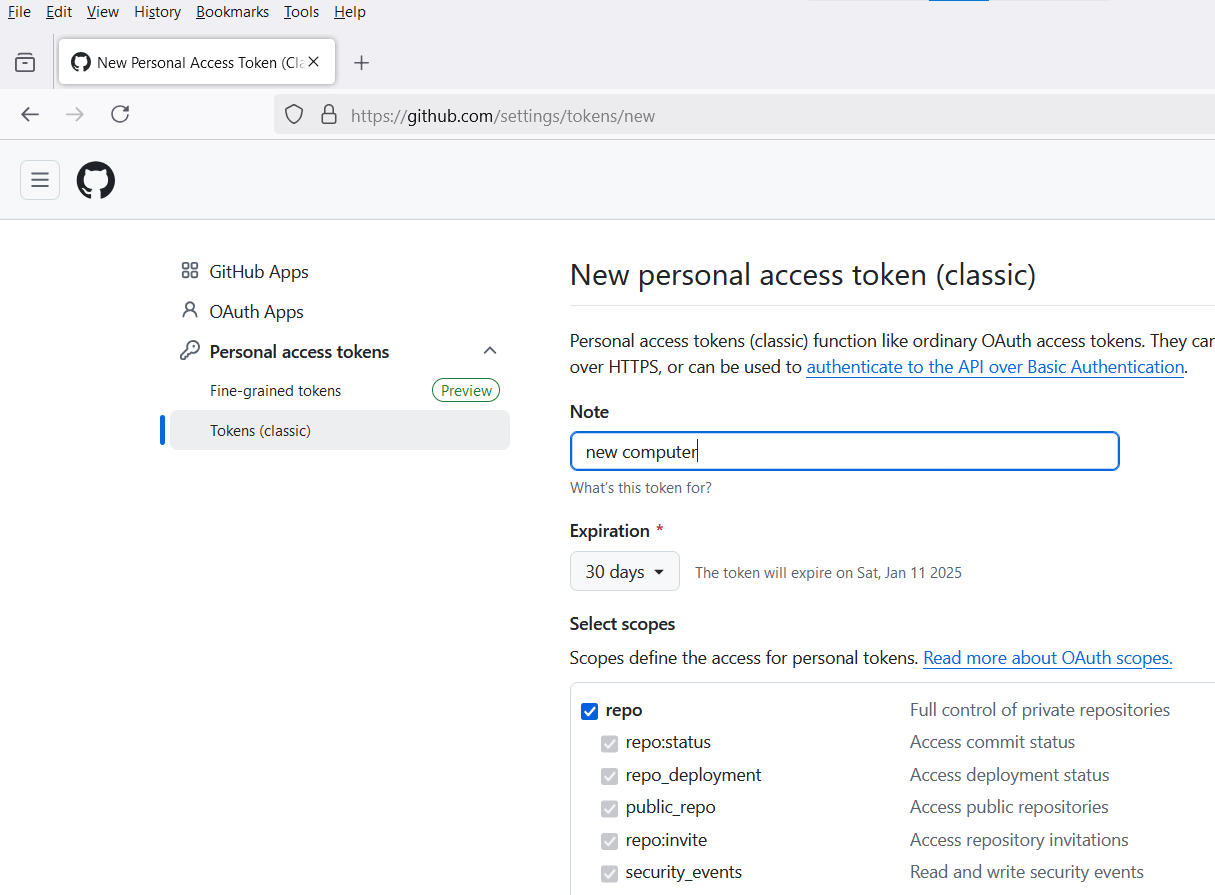 File Edit View History Bookmarks Tools Help
New Personal Access Token (Cla
https://github.com/settings/tokens/new
GitHub Apps
OAuth Apps
Personal access tokens
Fine-grained tokens Preview
Tokens (classic)
New personal access token (classic)
Personal access tokens (classic) function like ordinary OAuth access tokens. They can
over HTTPS, or can be used to authenticate to the API over Basic Authentication.
Note
new computer
What's this token for?
Expiration *
30 days The token will expire on Sat, Jan 11 2025
Select scopes
Scopes define the access for personal tokens. Read more about OAuth scopes.
repo Full control of private repositories
repo:status Access commit status
repo_deployment Access deployment status
public_repo Access public repositories
repo:invite Access repository invitations
security_events Read and write security events